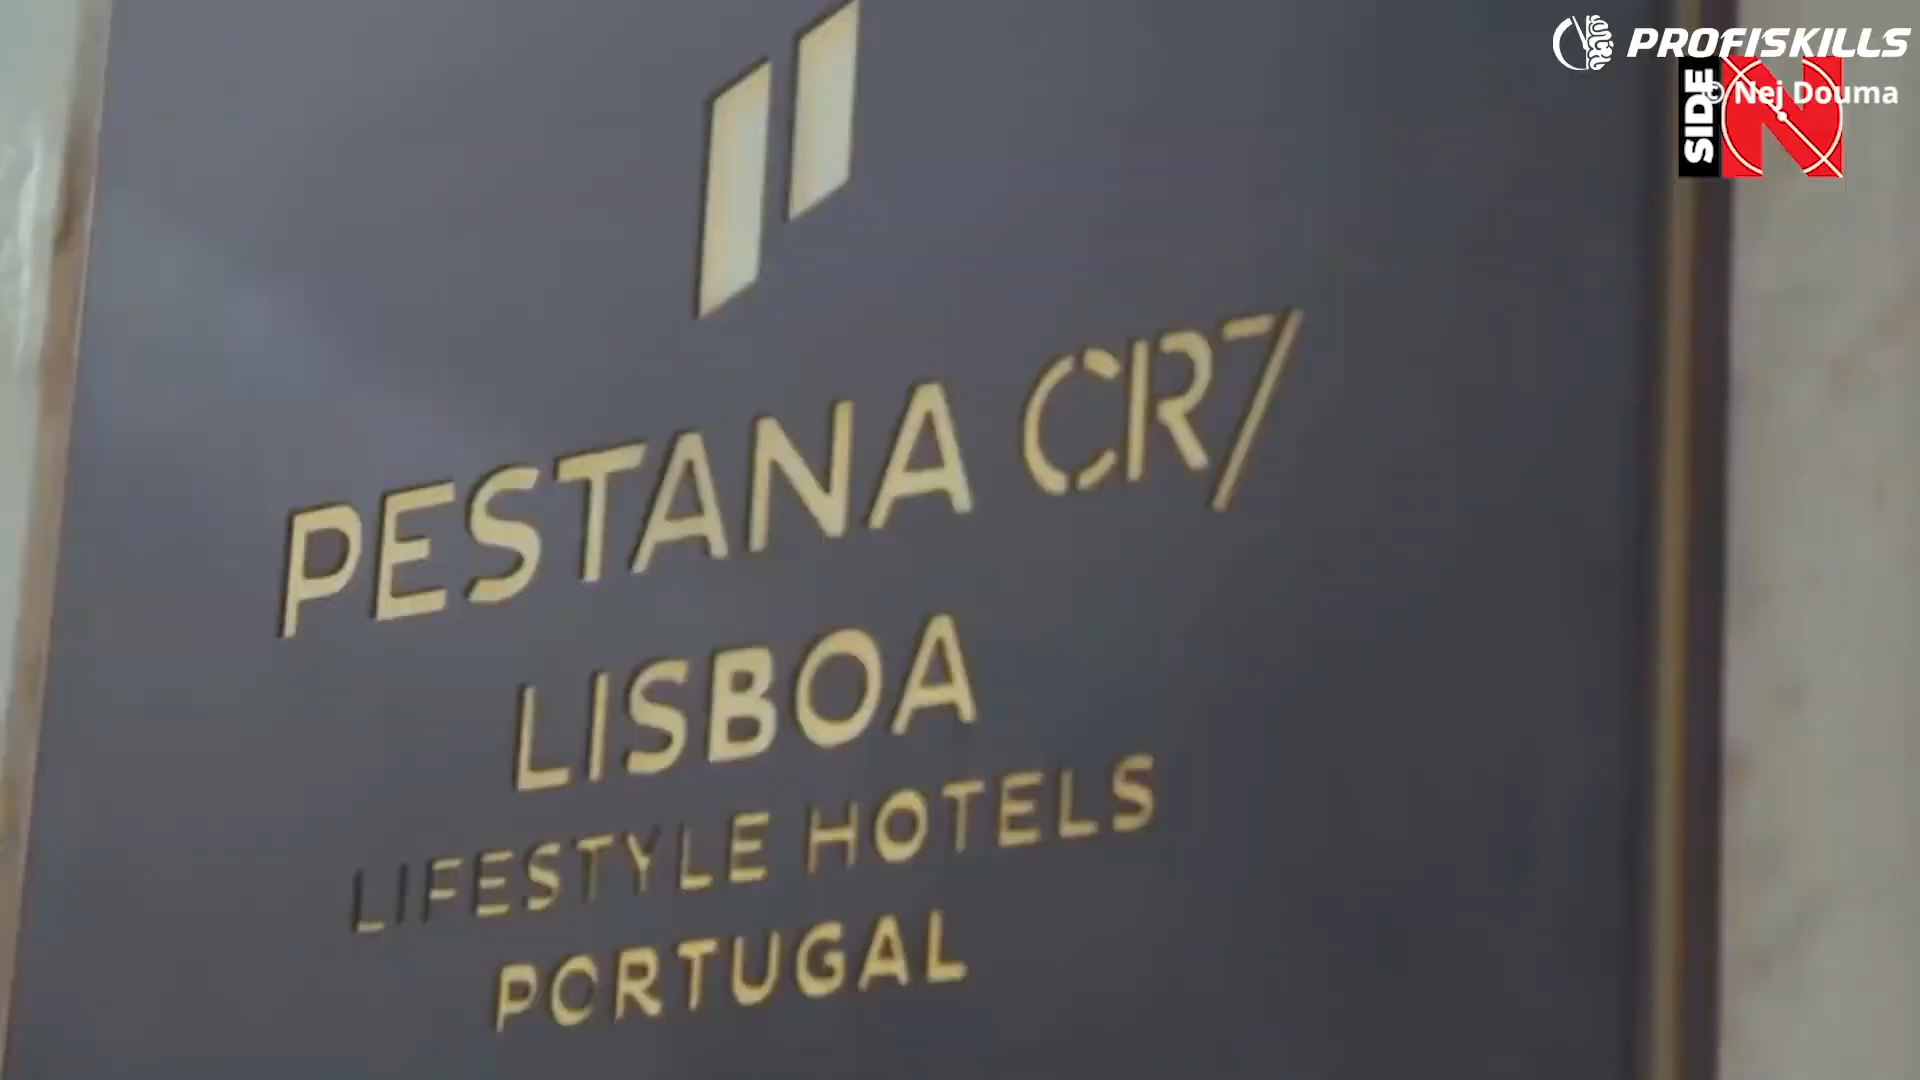 PROFISKILLS
SIDE N
© Nej Douma
PESTANA CR7
LISBOA
LIFESTYLE HOTELS
PORTUGAL